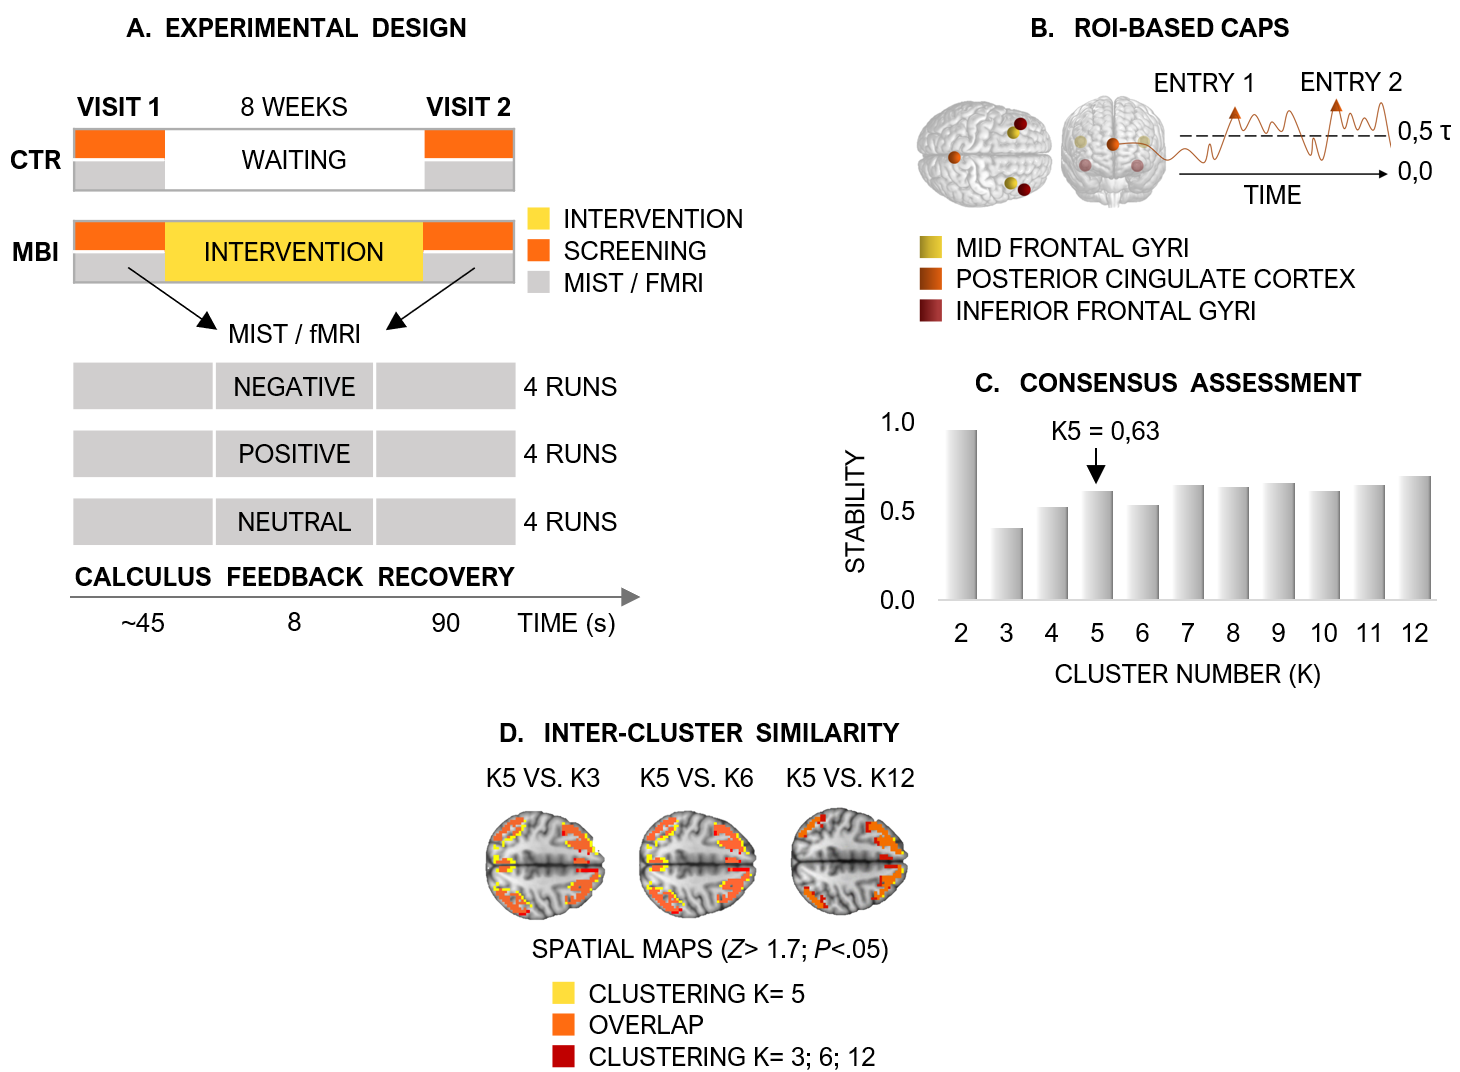 A. EXPERIMENTAL DESIGN
VISIT 1 8 WEEKS VISIT 2
CTR WAITING
MBI INTERVENTION
INTERVENTION
SCREENING
MIST / FMRI
MIST / fMRI
NEGATIVE 4 RUNS
POSITIVE 4 RUNS
NEUTRAL 4 RUNS
CALCULUS FEEDBACK RECOVERY
~45 8 90 TIME (s)
B. ROI-BASED CAPS
ENTRY 1 ENTRY 2
0,5 τ
0,0
TIME
MID FRONTAL GYRI
POSTERIOR CINGULATE CORTEX
INFERIOR FRONTAL GYRI
C. CONSENSUS ASSESSMENT
K5 = 0,63
STABILITY
1.0
0.5
0.0
2 3 4 5 6 7 8 9 10 11 12
CLUSTER NUMBER (K)
D. INTER-CLUSTER SIMILARITY
K5 VS. K3 K5 VS. K6 K5 VS. K12
SPATIAL MAPS (Z> 1.7; P<.05)
CLUSTERING K= 5
OVERLAP
CLUSTERING K= 3; 6; 12